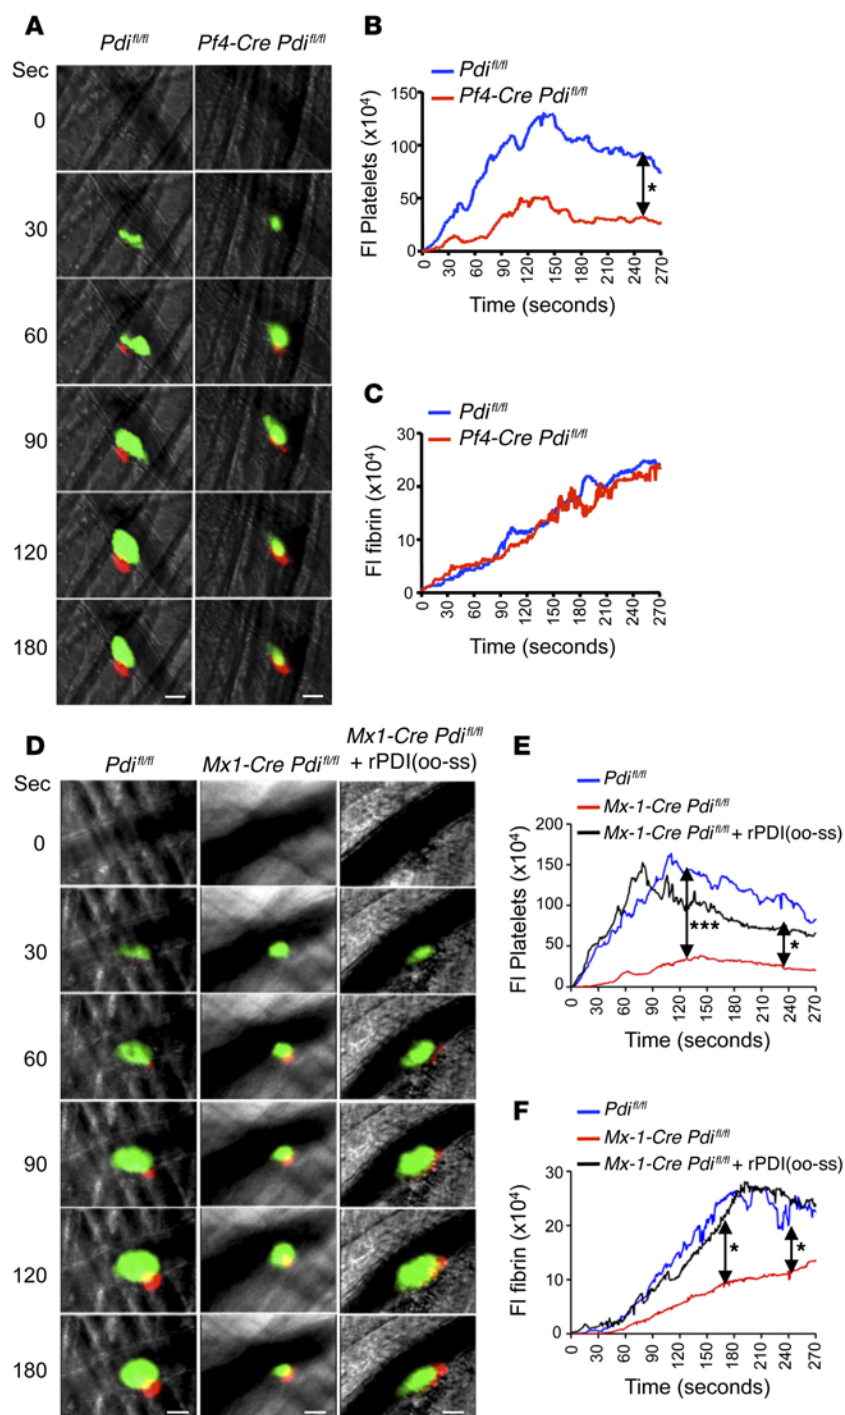 A
Pdi fl/fl
Pf4-Cre Pdi fl/fl
Sec
0
30
60
90
120
180
B
Pdi fl/fl
Pf4-Cre Pdi fl/fl
FI Platelets (x10⁴)
150
100
50
0
*
0 30 60 90 120 150 180 210 240 270
Time (seconds)
C
Pdi fl/fl
Pf4-Cre Pdi fl/fl
FI fibrin (x10⁴)
30
20
10
0
0 30 60 90 120 150 180 210 240 270
Time (seconds)
D
Pdi fl/fl
Mx1-Cre Pdi fl/fl
Mx1-Cre Pdi fl/fl
+ rPDI(oo-ss)
Sec
0
30
60
90
120
180
E
Pdi fl/fl
Mx-1-Cre Pdi fl/fl
Mx-1-Cre Pdi fl/fl + rPDI(oo-ss)
FI Platelets (x10⁴)
200
150
100
50
0
***
*
0 30 60 90 120 150 180 210 240 270
Time (seconds)
F
Pdi fl/fl
Mx-1-Cre Pdi fl/fl
Mx-1-Cre Pdi fl/fl + rPDI(oo-ss)
FI fibrin (x10⁴)
30
20
10
0
*
*
0 30 60 90 120 150 180 210 240 270
Time (seconds)